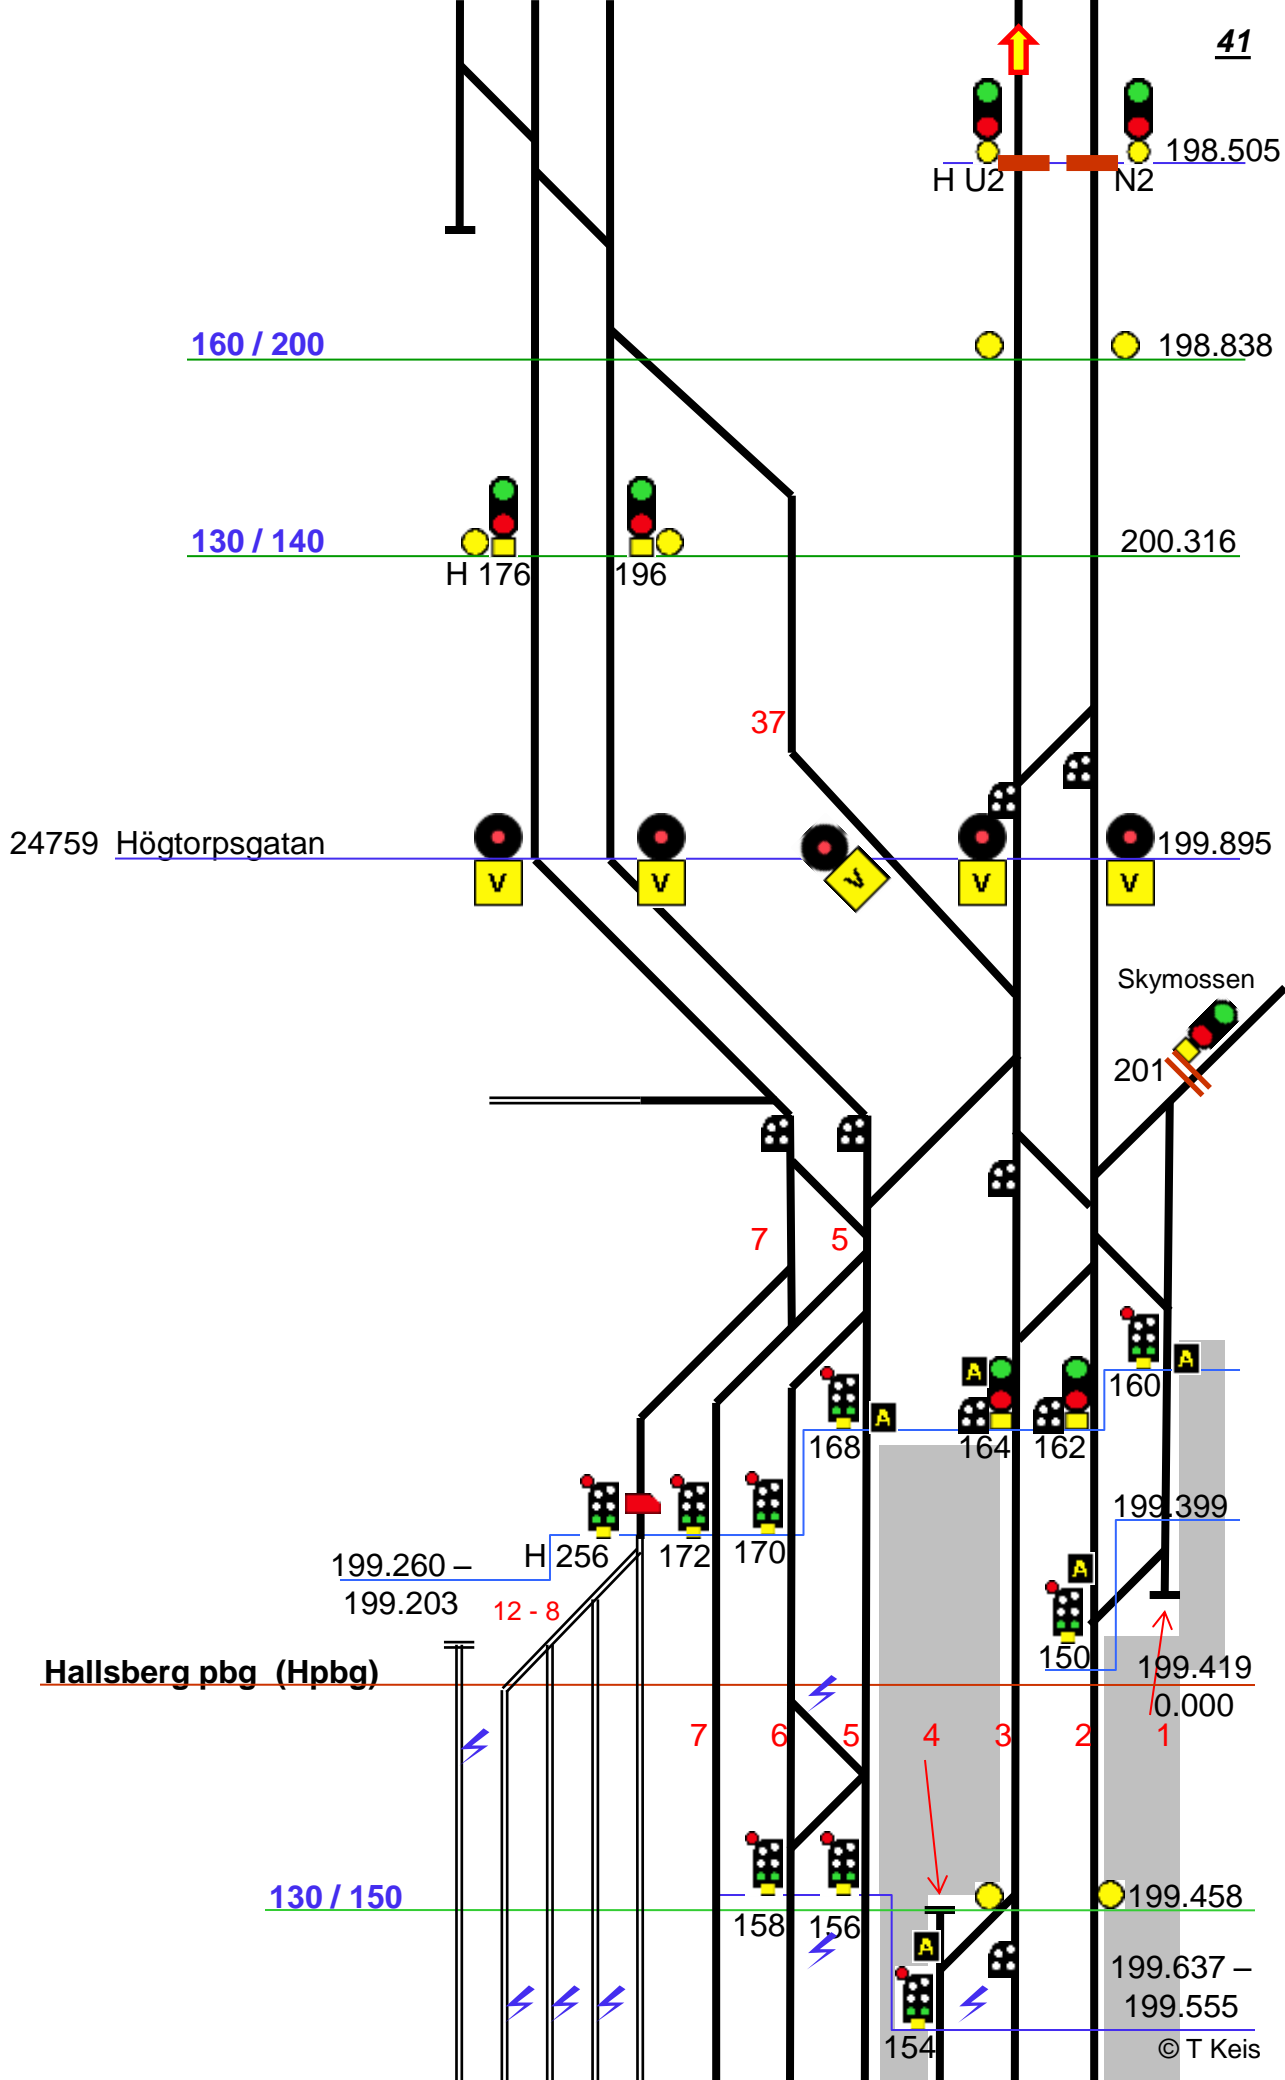 41
198.505
H U2
N2
160 / 200
198.838
130 / 140
200.316
H 176
196
37
24759 Högtorpsgatan
199.895
V
V
V
V
V
Skymossen
201
7
5
160
A
A
A
168
164
162
199.399
H 256
172
170
199.260 –
199.203
12 - 8
A
150
Hallsberg pbg (Hpbg)
199.419
0.000
7
6
5
4
3
2
1
130 / 150
199.458
158
156
A
199.637 –
199.555
154
© T Keis